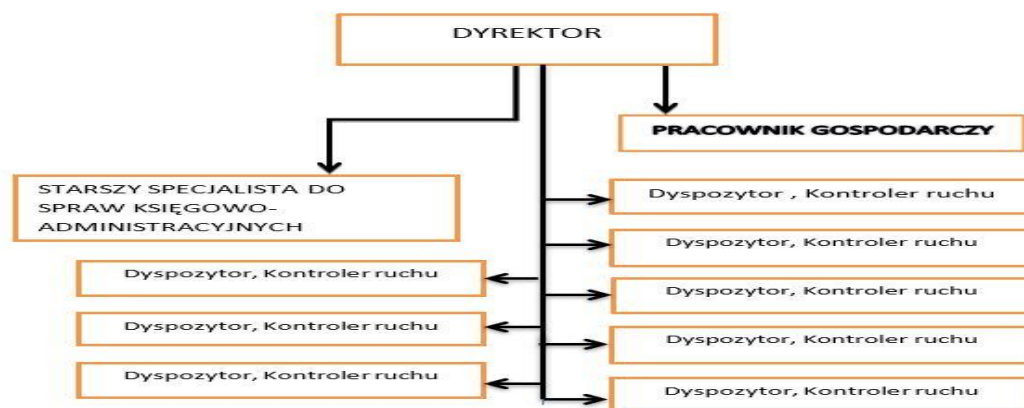 DYREKTOR
PRACOWNIK GOSPODARCZY
STARSZY SPECJALISTA DO
SPRAW KSIĘGOWO-
ADMINISTRACYJNYCH
Dyspozytor , Kontroler ruchu
Dyspozytor, Kontroler ruchu
Dyspozytor, Kontroler ruchu
Dyspozytor, Kontroler ruchu
Dyspozytor, Kontroler ruchu
Dyspozytor, Kontroler ruchu
Dyspozytor, Kontroler ruchu
Dyspozytor, Kontroler ruchu